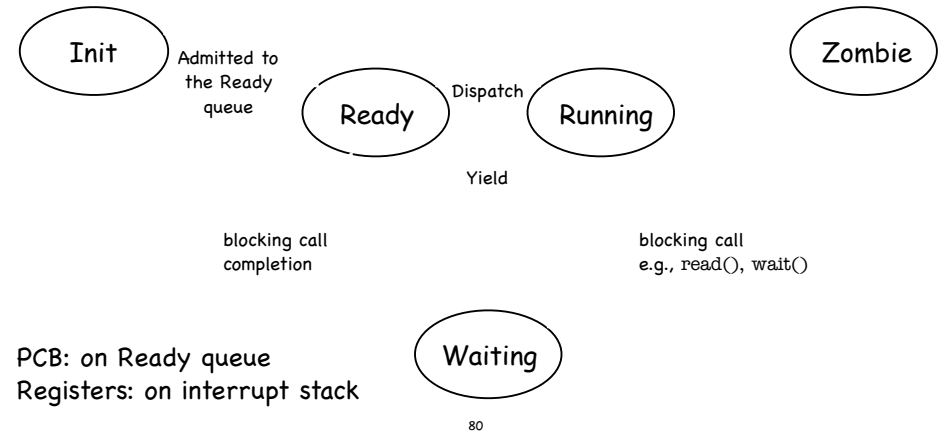 Init
Zombie
Admitted to
the Ready
queue
Ready
Dispatch
Running
Yield
blocking call
completion
blocking call
e.g., read(), wait()
Waiting
PCB: on Ready queue
Registers: on interrupt stack
80